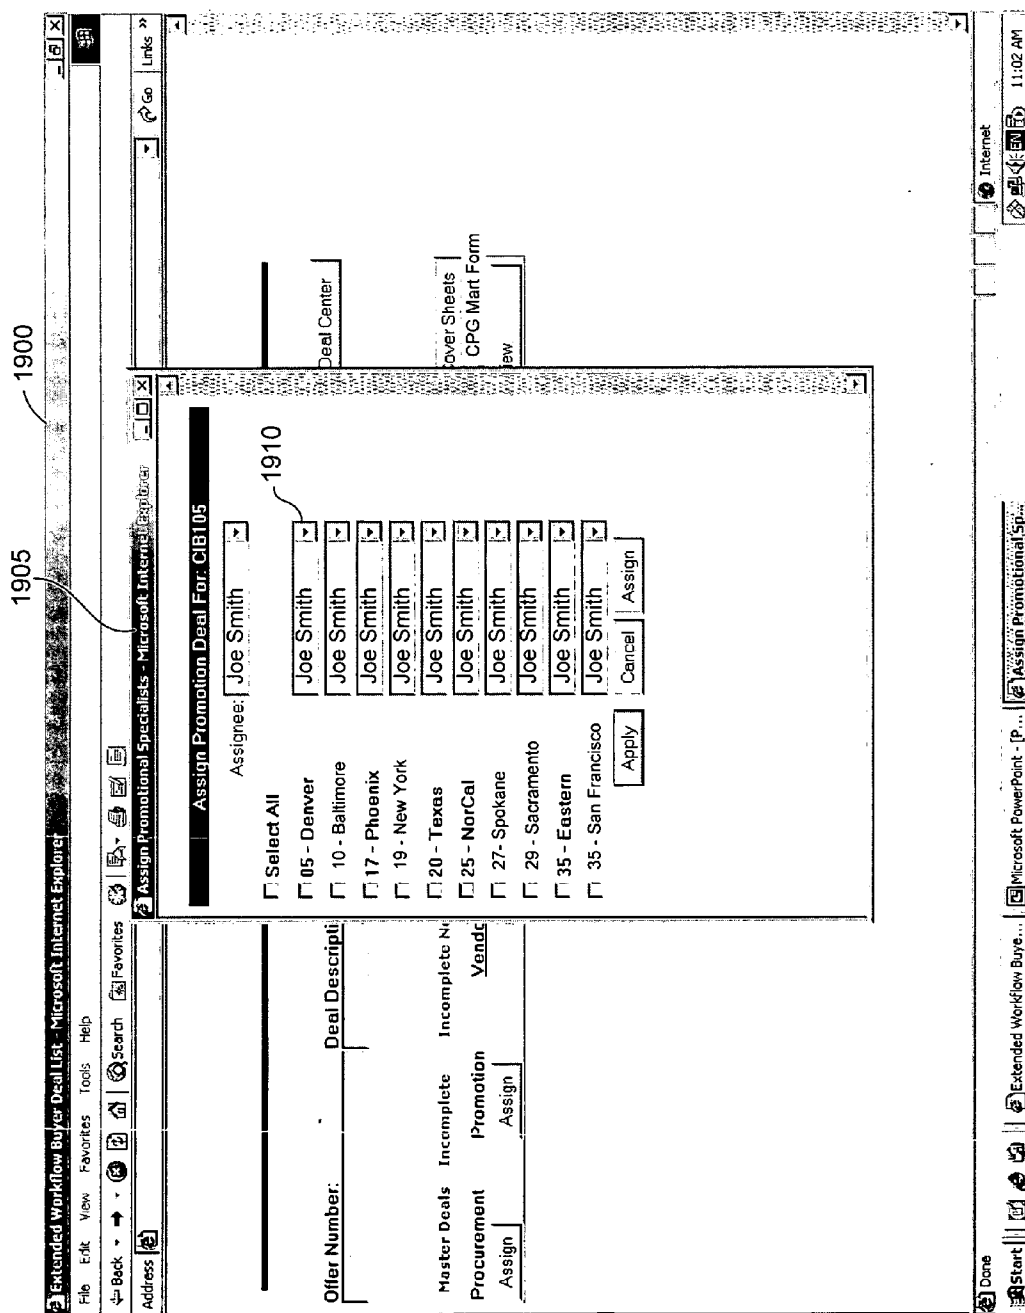 1900
1905
Extended Workflow Buyer Deal List - Microsoft Internet Explorer
File Edit View Favorites Tools Help
Back Search Favorites
Address Go Links »
Assign Promotional Specialists - Microsoft Internet Explorer
Assign Promotion Deal For: CIB105
Assignee: Joe Smith
1910
Select All
05 - Denver Joe Smith
10 - Baltimore Joe Smith
17 - Phoenix Joe Smith
19 - New York Joe Smith
20 - Texas Joe Smith
25 - NorCal Joe Smith
27- Spokane Joe Smith
29 - Sacramento Joe Smith
35 - Eastern Joe Smith
35 - San Francisco Joe Smith
Apply Cancel Assign
Offer Number: Deal Descripti Deal Center
Master Deals Incomplete Incomplete Over Sheets
CPG Mart Form
Procurement Promotion Vendo iew
Assign Assign
Done Internet
Start Extended Workflow Buye... Microsoft PowerPoint - [P... Assign Promotional Sp... EN 11:02 AM